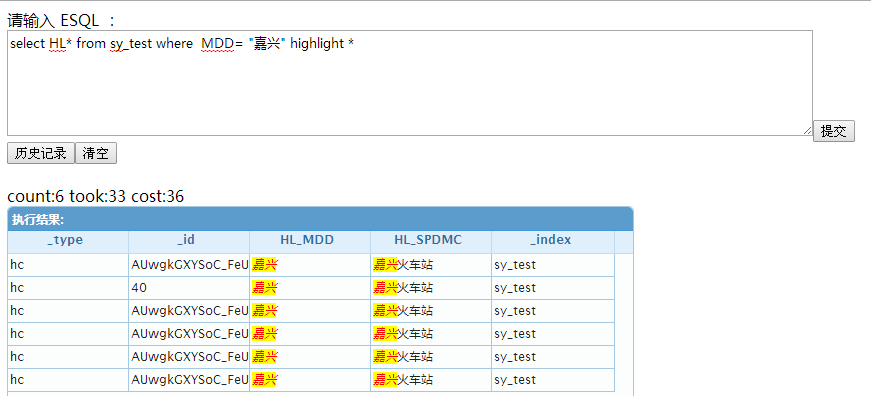 请输入 ESQL ：
select HL* from sy_test where  MDD= "嘉兴" highlight *
提交
历史记录 清空
count:6 took:33 cost:36
执行结果:
_type _id HL_MDD HL_SPDMC _index
hc AUwgkGXYSoC_FeU 嘉兴 嘉兴火车站 sy_test
hc 40 嘉兴 嘉兴火车站 sy_test
hc AUwgkGXYSoC_FeU 嘉兴 嘉兴火车站 sy_test
hc AUwgkGXYSoC_FeU 嘉兴 嘉兴火车站 sy_test
hc AUwgkGXYSoC_FeU 嘉兴 嘉兴火车站 sy_test
hc AUwgkGXYSoC_FeU 嘉兴 嘉兴火车站 sy_test